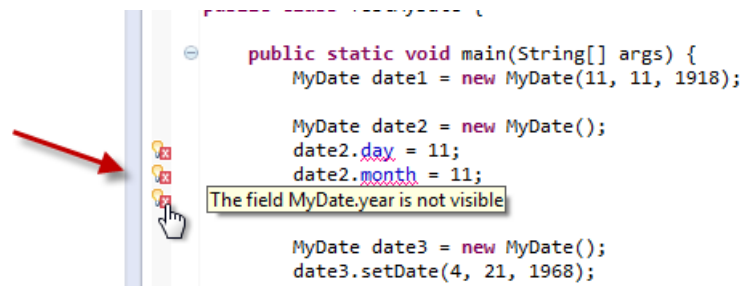 public static void main(String[] args) {
MyDate date1 = new MyDate(11, 11, 1918);
MyDate date2 = new MyDate();
date2.day = 11;
date2.month = 11;
The field MyDate.year is not visible
MyDate date3 = new MyDate();
date3.setDate(4, 21, 1968);